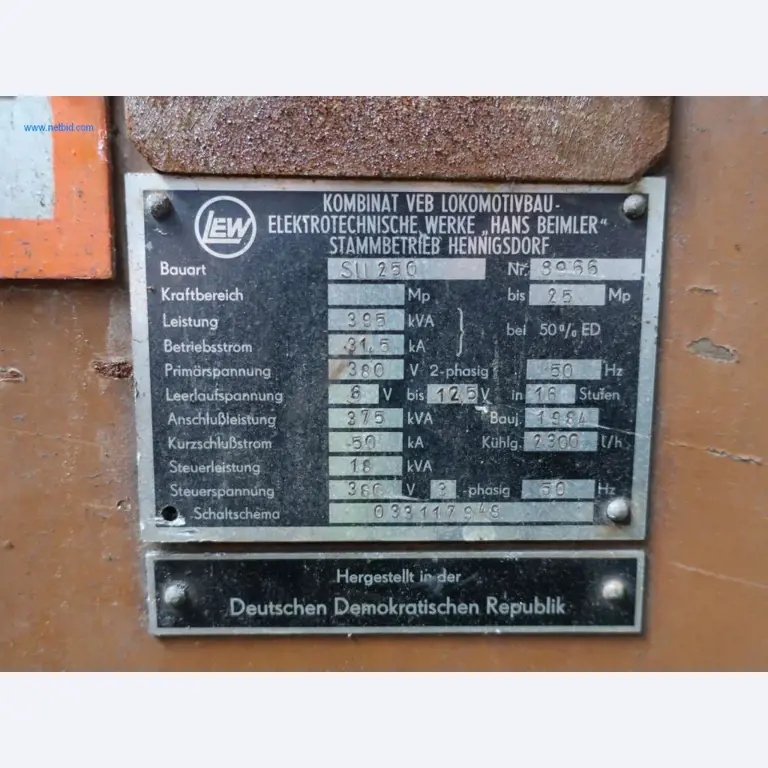 www.netbid.com
LEW
KOMBINAT VEB LOKOMOTIVBAU-
ELEKTROTECHNISCHE WERKE „HANS BEIMLER“
STAMMBETRIEB HENNIGSDORF
Bauart SU 250 Nr. 8966
Kraftbereich Mp bis 25 Mp
Leistung 395 kVA
bei 50% ED
Betriebsstrom 31,5 kA
Primärspannung 380 V 2-phasig 50 Hz
Leerlaufspannung 6 V bis 12,5 V in 16 Stufen
Anschlußleistung 375 kVA Bauj. 1984
Kurzschlußstrom 50 kA Kühlg. 2300 l/h
Steuerleistung 18 kVA
Steuerspannung 380 V 3-phasig 50 Hz
Schaltschema 033117948
Hergestellt in der
Deutschen Demokratischen Republik